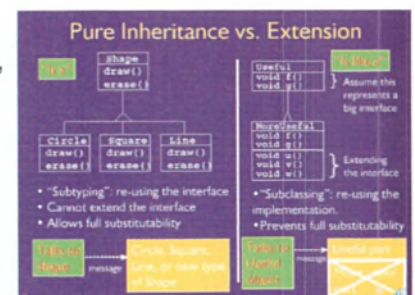 Pure Inheritance vs. Extension
"Is-a"
Shape
draw()
erase()
Circle
draw()
erase()
Square
draw()
erase()
Line
draw()
erase()
• "Subtyping": re-using the interface
• Cannot extend the interface
• Allows full substitutability
Talks to
Shape
message
Circle, Square,
Line, or new type
of Shape
Useful
void f()
void g()
Assume this
represents a
big interface
MoreUseful
void f()
void g()
void u()
void v()
void w()
Extending
the interface
• "Subclassing": re-using the
implementation.
• Prevents full substitutability
Talks to
Useful
object
message
Useful part